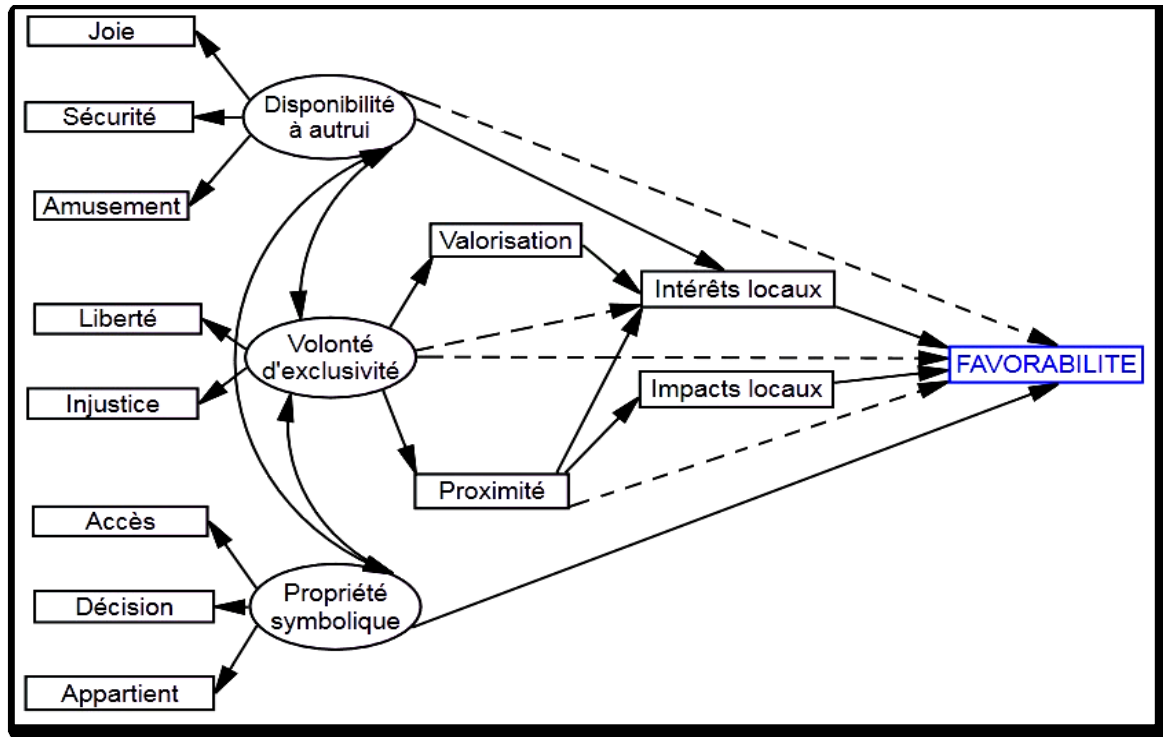 Joie
Disponibilité
à autrui
Sécurité
Amusement
Valorisation
Intérêts locaux
Liberté
Volonté
d'exclusivité
FAVORABILITE
Injustice
Impacts locaux
Proximité
Accès
Propriété
symbolique
Décision
Appartient